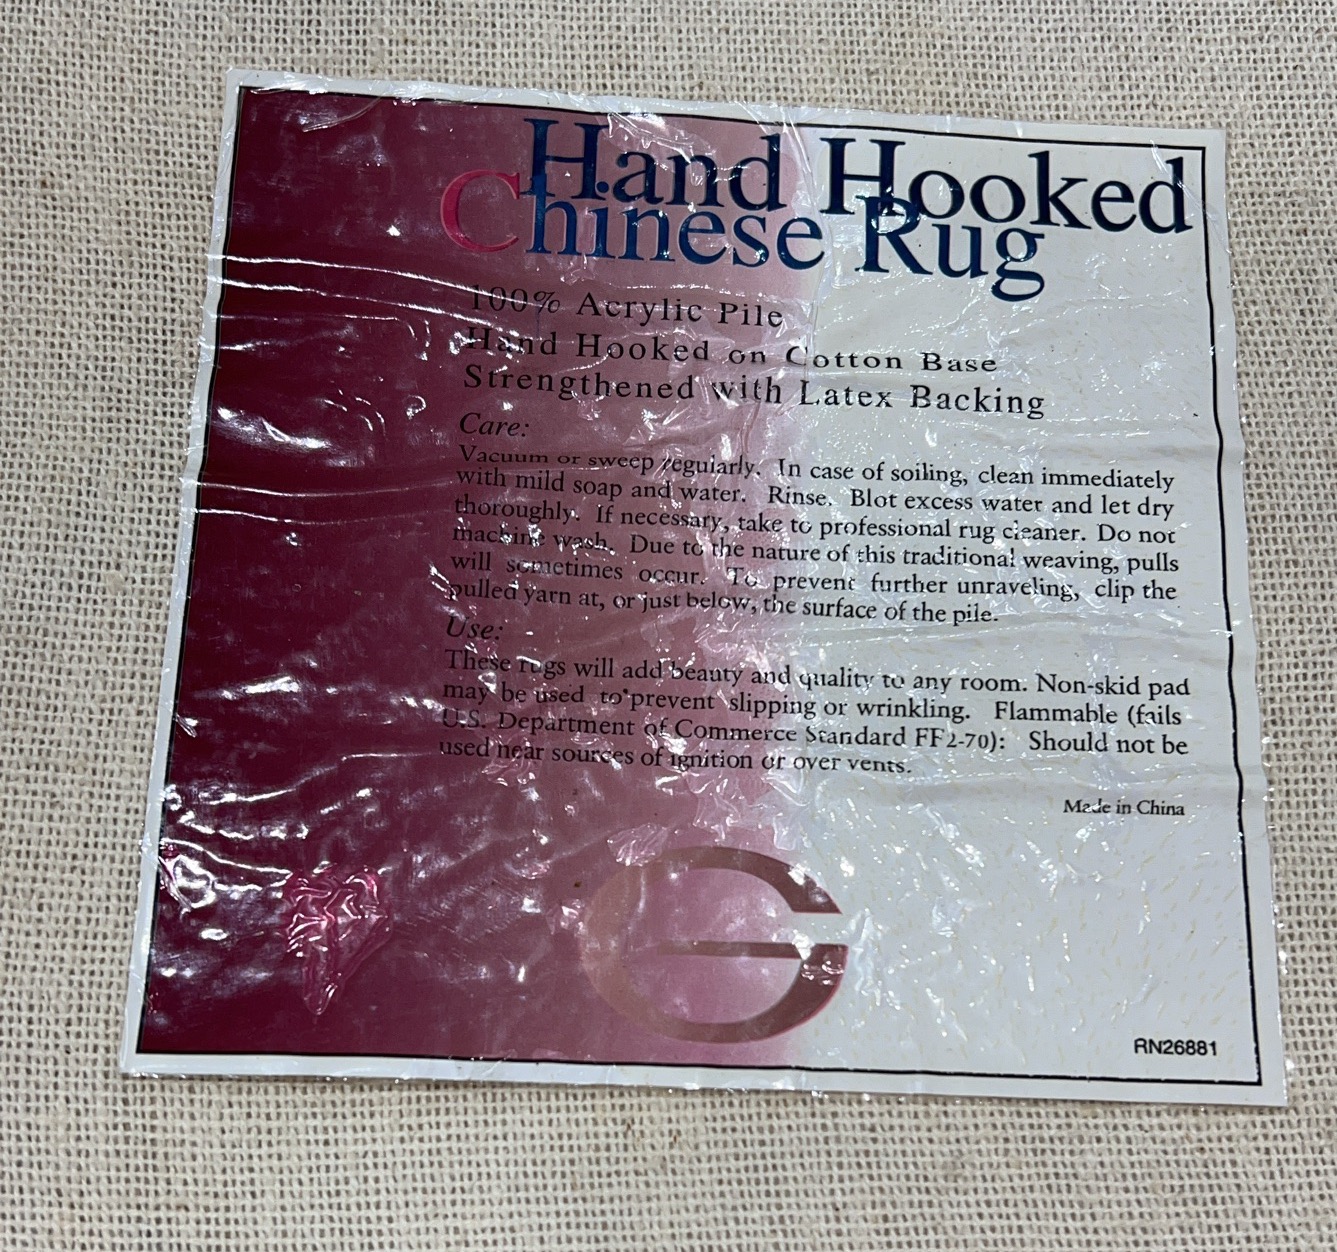 Hand Hooked
Chinese Rug
100% Acrylic Pile
Hand Hooked on Cotton Base
Strengthened with Latex Backing
Care:
Vacuum or sweep regularly. In case of soiling, clean immediately
with mild soap and water. Rinse. Blot excess water and let dry
thoroughly. If necessary, take to professional rug cleaner. Do not
machine wash. Due to the nature of this traditional weaving, pulls
will sometimes occur. To prevent further unraveling, clip the
pulled yarn at, or just below, the surface of the pile.
Use:
These rugs will add beauty and quality to any room. Non-skid pad
may be used to prevent slipping or wrinkling. Flammable (fails
U.S. Department of Commerce Standard FF2-70): Should not be
used near sources of ignition or over vents.
Made in China
RN26881